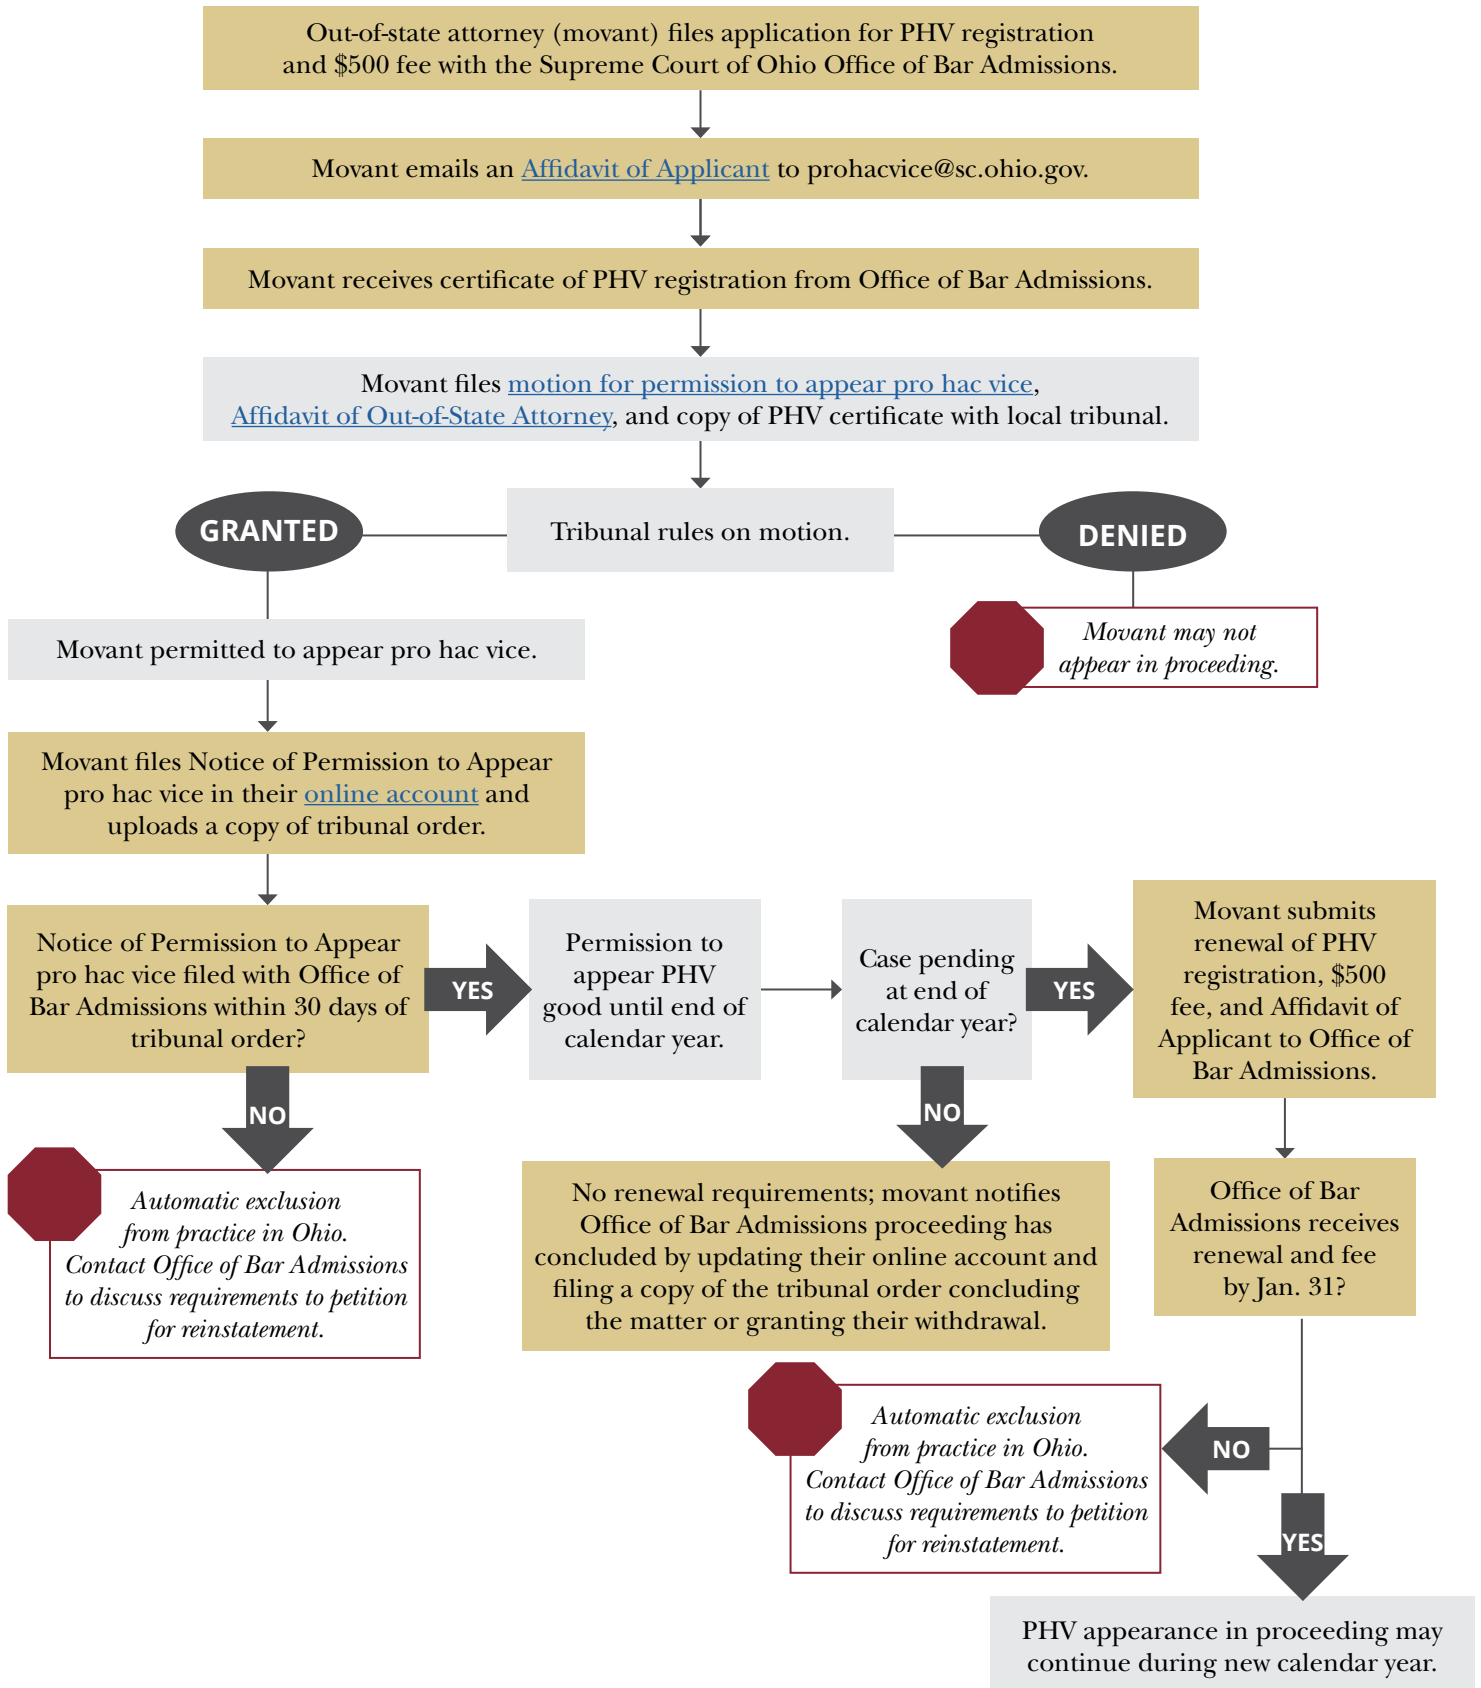 Out-of-state attorney (movant) files application for PHV registration
and $500 fee with the Supreme Court of Ohio Office of Bar Admissions.
Movant emails an Affidavit of Applicant to prohacvice@sc.ohio.gov.
Movant receives certificate of PHV registration from Office of Bar Admissions.
Movant files motion for permission to appear pro hac vice,
Affidavit of Out-of-State Attorney, and copy of PHV certificate with local tribunal.
GRANTED
Tribunal rules on motion.
DENIED
Movant may not
appear in proceeding.
Movant permitted to appear pro hac vice.
Movant files Notice of Permission to Appear
pro hac vice in their online account and
uploads a copy of tribunal order.
Notice of Permission to Appear
pro hac vice filed with Office of
Bar Admissions within 30 days of
tribunal order?
YES
Permission to
appear PHV
good until end of
calendar year.
Case pending
at end of
calendar year?
YES
Movant submits
renewal of PHV
registration, $500
fee, and Affidavit of
Applicant to Office of
Bar Admissions.
NO
Automatic exclusion
from practice in Ohio.
Contact Office of Bar Admissions
to discuss requirements to petition
for reinstatement.
NO
No renewal requirements; movant notifies
Office of Bar Admissions proceeding has
concluded by updating their online account and
filing a copy of the tribunal order concluding
the matter or granting their withdrawal.
Office of Bar
Admissions receives
renewal and fee
by Jan. 31?
NO
Automatic exclusion
from practice in Ohio.
Contact Office of Bar Admissions
to discuss requirements to petition
for reinstatement.
YES
PHV appearance in proceeding may
continue during new calendar year.